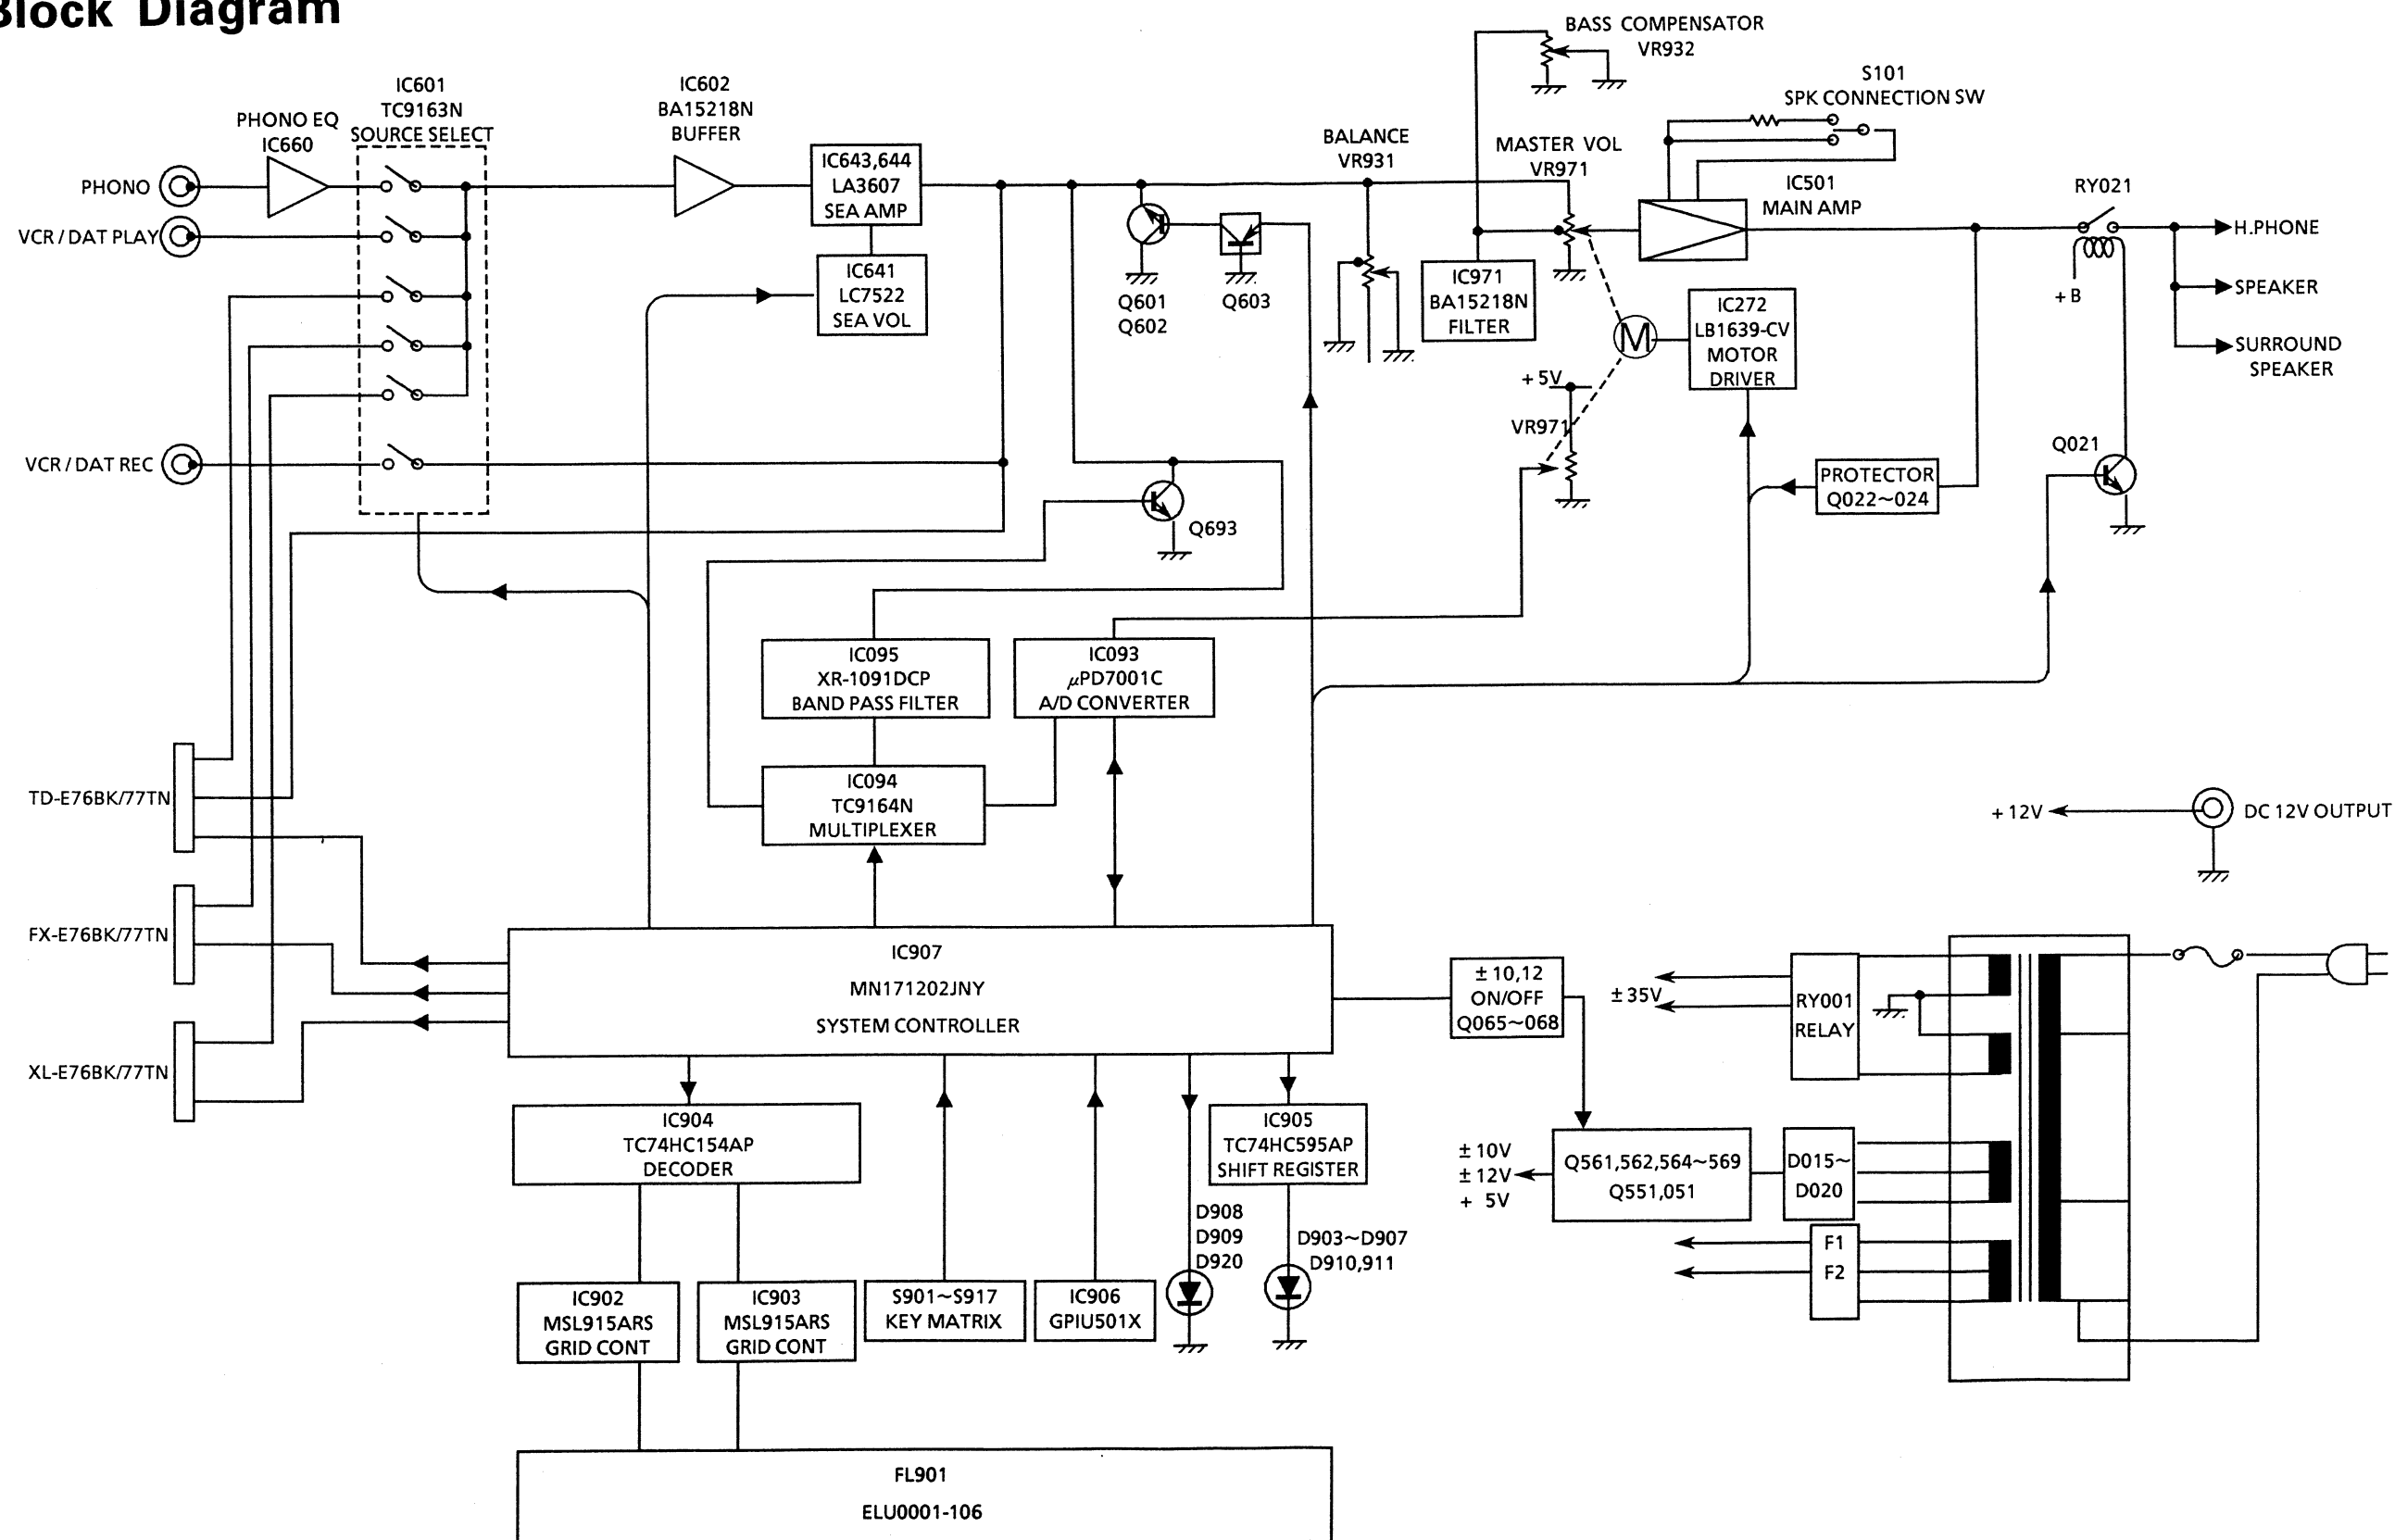 Block Diagram
BASS COMPENSATOR
VR932
S101
SPK CONNECTION SW
IC601
TC9163N
SOURCE SELECT
PHONO EQ
IC660
IC602
BA15218N
BUFFER
IC643,644
LA3607
SEA AMP
BALANCE
VR931
MASTER VOL
VR971
IC501
MAIN AMP
RY021
PHONO
VCR / DAT PLAY
H.PHONE
SPEAKER
SURROUND
SPEAKER
+B
IC641
LC7522
SEA VOL
Q601
Q602
Q603
IC971
BA15218N
FILTER
M
IC272
LB1639-CV
MOTOR
DRIVER
+5V
VR971
VCR / DAT REC
Q693
PROTECTOR
Q022~024
Q021
IC095
XR-1091DCP
BAND PASS FILTER
IC093
μPD7001C
A/D CONVERTER
IC094
TC9164N
MULTIPLEXER
TD-E76BK/77TN
FX-E76BK/77TN
XL-E76BK/77TN
+12V
DC 12V OUTPUT
IC907
MN171202JNY
SYSTEM CONTROLLER
±10,12
ON/OFF
Q065~068
±35V
RY001
RELAY
IC904
TC74HC154AP
DECODER
IC905
TC74HC595AP
SHIFT REGISTER
±10V
±12V
+ 5V
Q561,562,564~569
Q551,051
D015~
D020
F1
F2
D908
D909
D920
D903~D907
D910,911
IC902
MSL915ARS
GRID CONT
IC903
MSL915ARS
GRID CONT
S901~S917
KEY MATRIX
IC906
GPIU501X
FL901
ELU0001-106